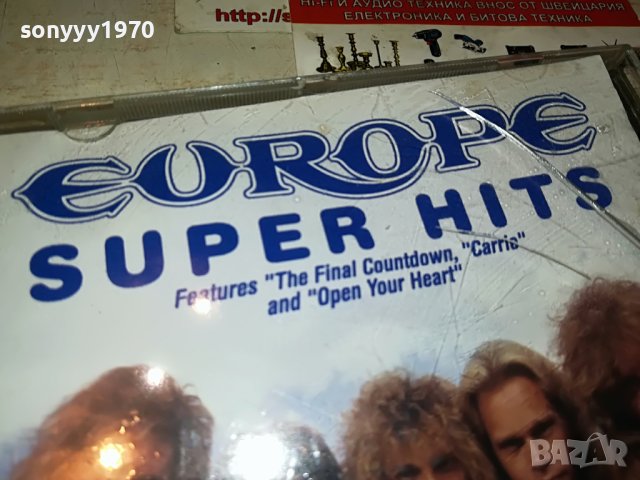 sonyyy1970
http://s
HI-FI И АУДИО ТЕХНИКА ВНОС ОТ ШВЕЙЦАРИЯ
ЕЛЕКТРОНИКА И БИТОВА ТЕХНИКА
EUROPE
SUPER HITS
Features "The Final Countdown, "Carrie"
and "Open Your Heart"
BAZAR